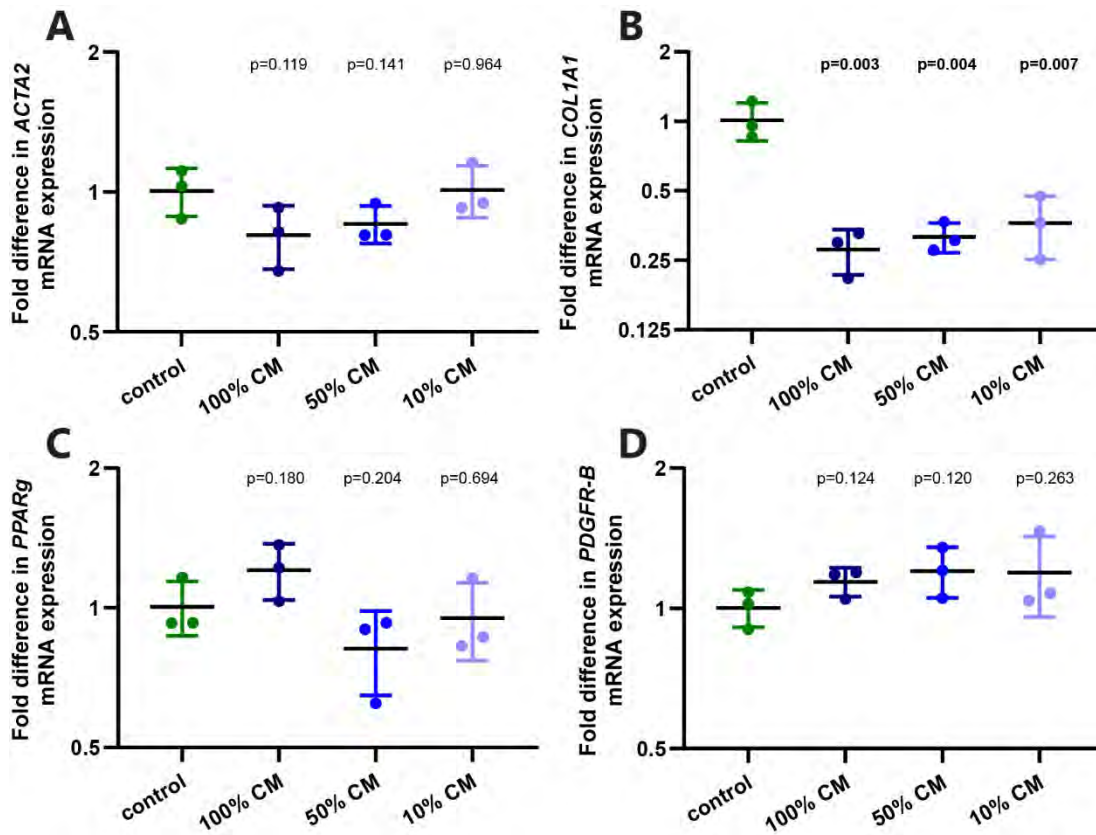 A
Fold difference in ACTA2
mRNA expression
2
1
0.5
p=0.119
p=0.141
p=0.964
control
100% CM
50% CM
10% CM
B
Fold difference in COL1A1
mRNA expression
2
1
0.5
0.25
0.125
p=0.003
p=0.004
p=0.007
control
100% CM
50% CM
10% CM
C
Fold difference in PPARg
mRNA expression
2
1
0.5
p=0.180
p=0.204
p=0.694
control
100% CM
50% CM
10% CM
D
Fold difference in PDGFR-B
mRNA expression
2
1
0.5
p=0.124
p=0.120
p=0.263
control
100% CM
50% CM
10% CM